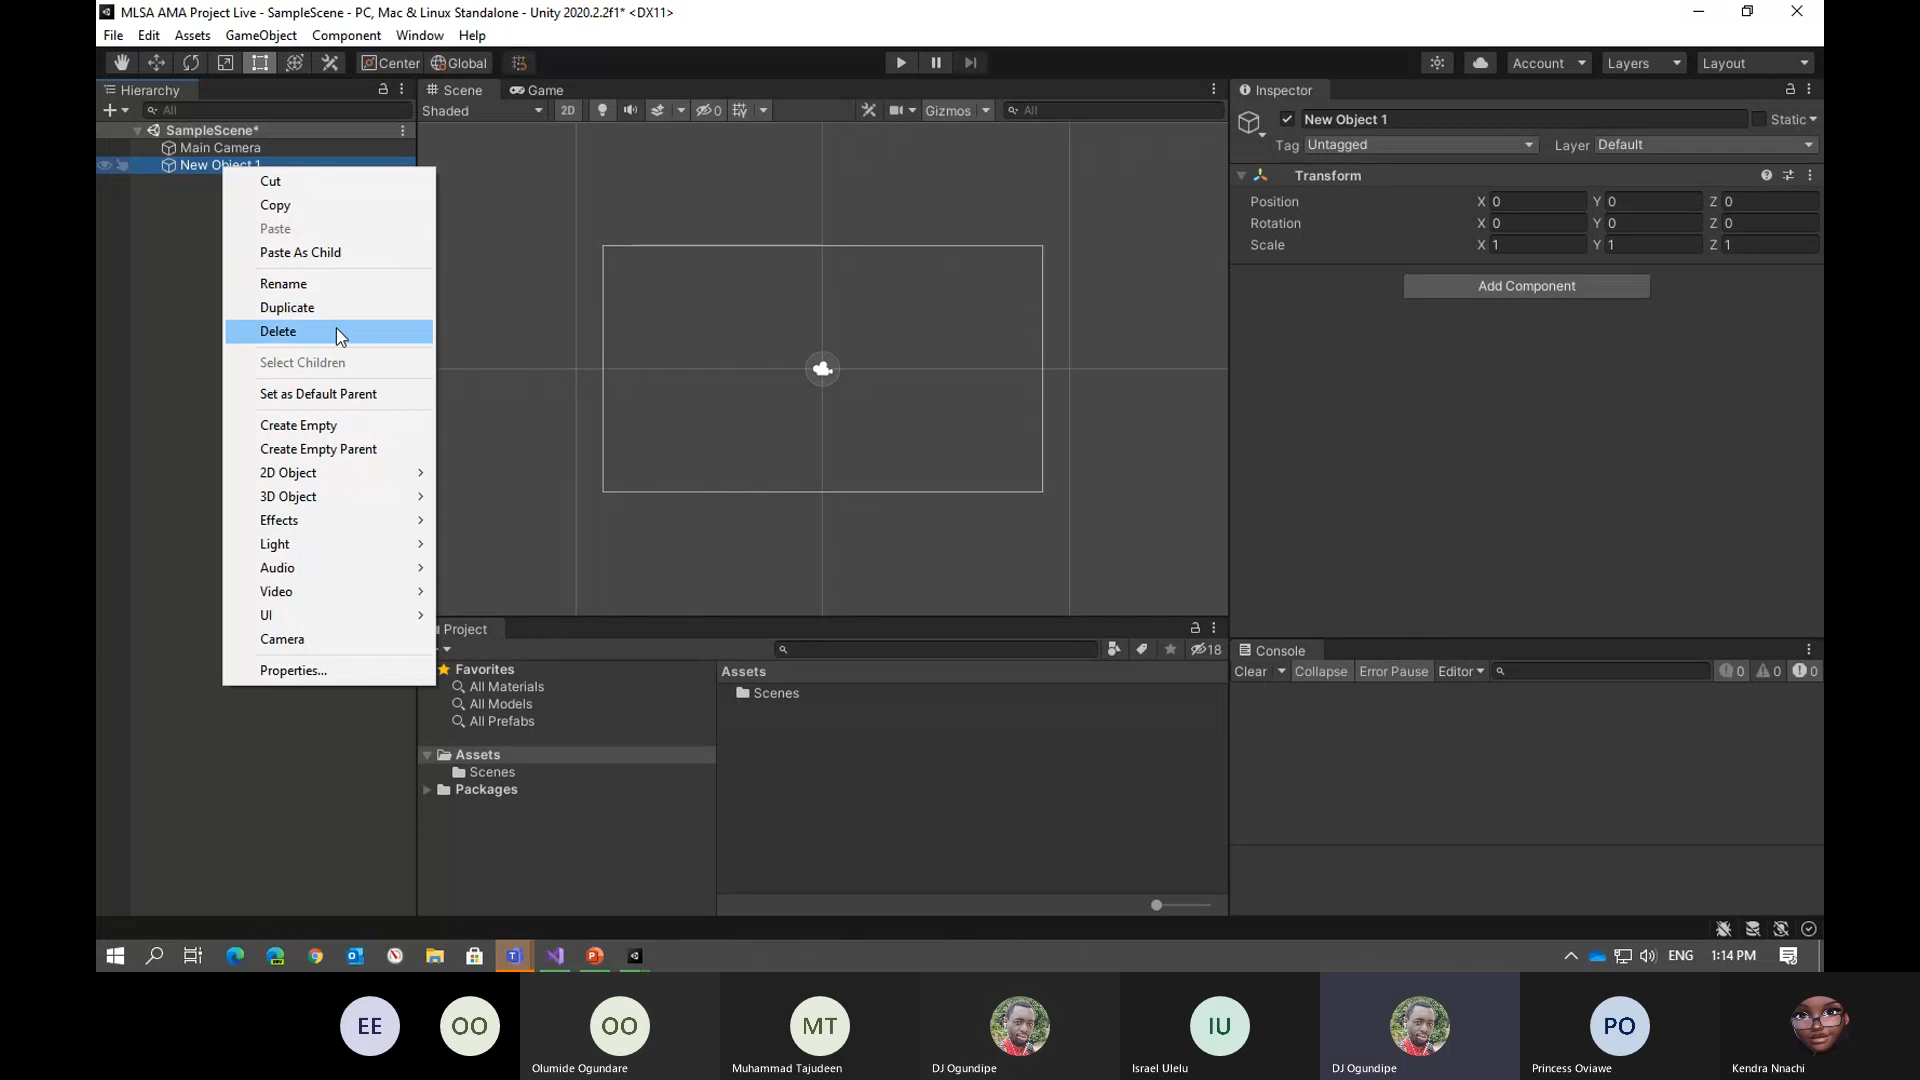 MLSA AMA Project Live - SampleScene - PC, Mac & Linux Standalone - Unity 2020.2.2f1* <DX11>
File Edit Assets GameObject Component Window Help
Center Global Account Layers Layout
Hierarchy
All
SampleScene*
Main Camera
New Object 1
Cut
Copy
Paste
Paste As Child
Rename
Duplicate
Delete
Select Children
Set as Default Parent
Create Empty
Create Empty Parent
2D Object
3D Object
Effects
Light
Audio
Video
UI
Camera
Properties...
Scene Game
Shaded 2D 0 Gizmos All
Inspector
New Object 1 Static
Tag Untagged Layer Default
Transform
Position X 0 Y 0 Z 0
Rotation X 0 Y 0 Z 0
Scale X 1 Y 1 Z 1
Add Component
Project
18
Favorites
All Materials
All Models
All Prefabs
Assets
Scenes
Packages
Assets
Scenes
Console
Clear Collapse Error Pause Editor 0 0 0
ENG 1:14 PM
EE
OO
OO
Olumide Ogundare
MT
Muhammad Tajudeen
DJ Ogundipe
IU
Israel Ulelu
DJ Ogundipe
PO
Princess Oviawe
Kendra Nnachi